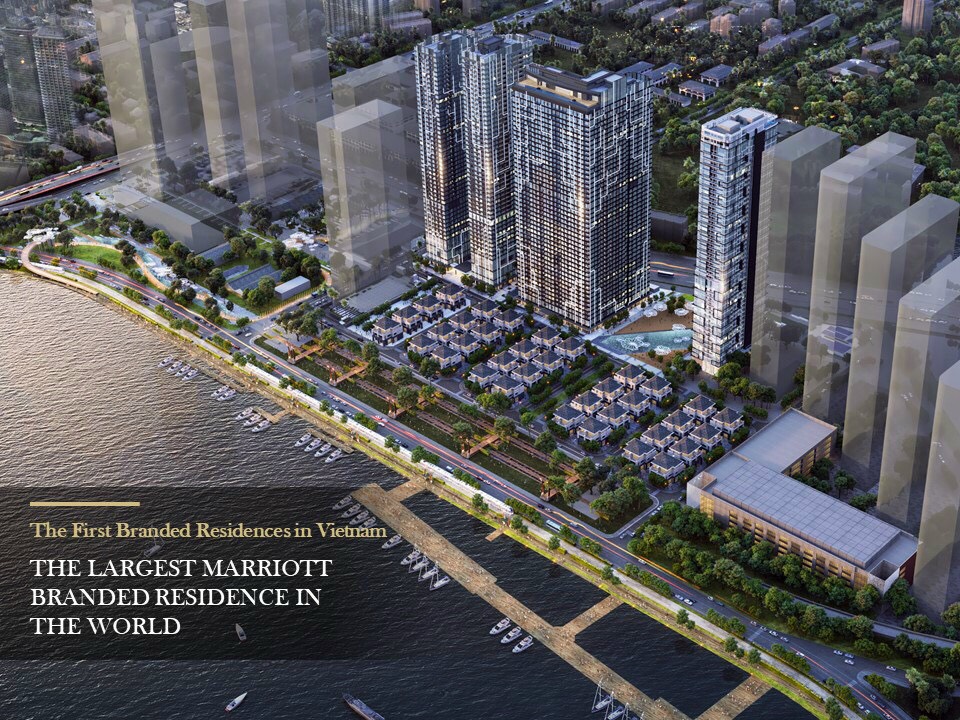 The First Branded Residences in Vietnam
THE LARGEST MARRIOTT
BRANDED RESIDENCE IN
THE WORLD